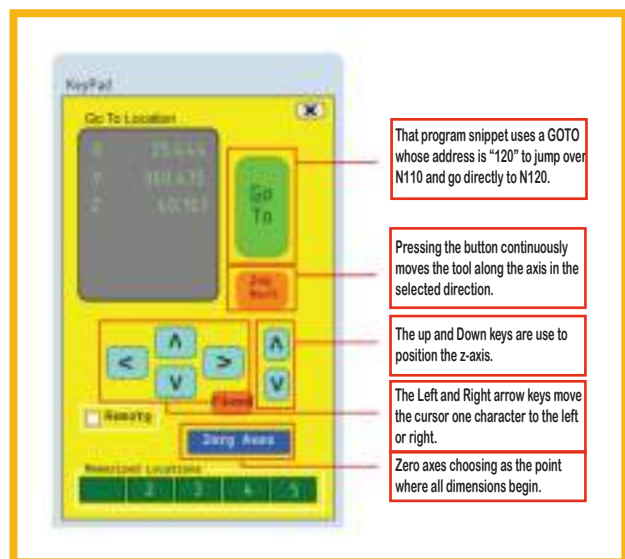 KeyPad
Go To Location
X
X 35.444
Y
Z
Go
To
Jog
Next
<
^
v
>
^
v
Remote
Zero Axes
Memorized Locations
2 3 4 5
That program snippet uses a GOTO
whose address is “120” to jump over
N110 and go directly to N120.
Pressing the button continuously
moves the tool along the axis in the
selected direction.
The up and Down keys are use to
position the z-axis.
The Left and Right arrow keys move
the cursor one character to the left
or right.
Zero axes choosing as the point
where all dimensions begin.